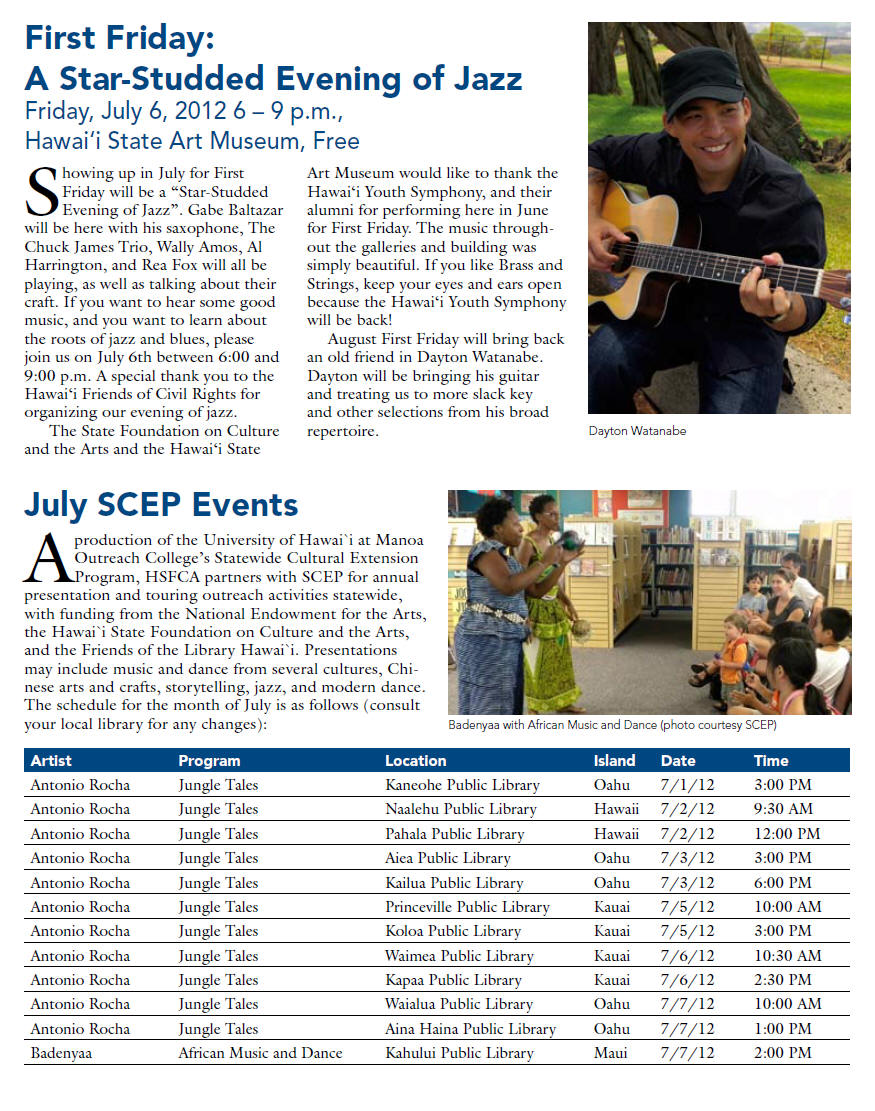 First Friday:
A Star-Studded Evening of Jazz
Friday, July 6, 2012 6 – 9 p.m.,
Hawai‘i State Art Museum, Free
Showing up in July for First
Friday will be a “Star-Studded
Evening of Jazz”. Gabe Baltazar
will be here with his saxophone, The
Chuck James Trio, Wally Amos, Al
Harrington, and Rea Fox will all be
playing, as well as talking about their
craft. If you want to hear some good
music, and you want to learn about
the roots of jazz and blues, please
join us on July 6th between 6:00 and
9:00 p.m. A special thank you to the
Hawai‘i Friends of Civil Rights for
organizing our evening of jazz.
The State Foundation on Culture
and the Arts and the Hawai‘i State
Art Museum would like to thank the
Hawai‘i Youth Symphony, and their
alumni for performing here in June
for First Friday. The music through-
out the galleries and building was
simply beautiful. If you like Brass and
Strings, keep your eyes and ears open
because the Hawai‘i Youth Symphony
will be back!
August First Friday will bring back
an old friend in Dayton Watanabe.
Dayton will be bringing his guitar
and treating us to more slack key
and other selections from his broad
repertoire.
Dayton Watanabe
July SCEP Events
A production of the University of Hawai`i at Manoa
Outreach College’s Statewide Cultural Extension
Program, HSFCA partners with SCEP for annual
presentation and touring outreach activities statewide,
with funding from the National Endowment for the Arts,
the Hawai`i State Foundation on Culture and the Arts,
and the Friends of the Library Hawai`i. Presentations
may include music and dance from several cultures, Chi-
nese arts and crafts, storytelling, jazz, and modern dance.
The schedule for the month of July is as follows (consult
your local library for any changes):
Badenyaa with African Music and Dance (photo courtesy SCEP)
Artist Program Location Island Date Time
Antonio Rocha Jungle Tales Kaneohe Public Library Oahu 7/1/12 3:00 PM
Antonio Rocha Jungle Tales Naalehu Public Library Hawaii 7/2/12 9:30 AM
Antonio Rocha Jungle Tales Pahala Public Library Hawaii 7/2/12 12:00 PM
Antonio Rocha Jungle Tales Aiea Public Library Oahu 7/3/12 3:00 PM
Antonio Rocha Jungle Tales Kailua Public Library Oahu 7/3/12 6:00 PM
Antonio Rocha Jungle Tales Princeville Public Library Kauai 7/5/12 10:00 AM
Antonio Rocha Jungle Tales Koloa Public Library Kauai 7/5/12 3:00 PM
Antonio Rocha Jungle Tales Waimea Public Library Kauai 7/6/12 10:30 AM
Antonio Rocha Jungle Tales Kapaa Public Library Kauai 7/6/12 2:30 PM
Antonio Rocha Jungle Tales Waialua Public Library Oahu 7/7/12 10:00 AM
Antonio Rocha Jungle Tales Aina Haina Public Library Oahu 7/7/12 1:00 PM
Badenyaa African Music and Dance Kahului Public Library Maui 7/7/12 2:00 PM